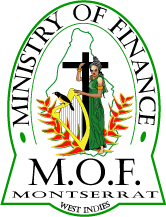 • MINISTRY OF FINANCE •
M.O.F.
MONTSERRAT
WEST INDIES